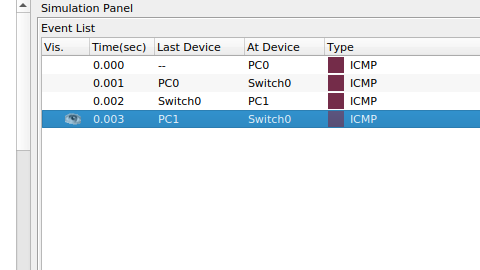 Simulation Panel
Event List
Vis. Time(sec) Last Device At Device Type
0.000 -- PC0 ICMP
0.001 PC0 Switch0 ICMP
0.002 Switch0 PC1 ICMP
0.003 PC1 Switch0 ICMP